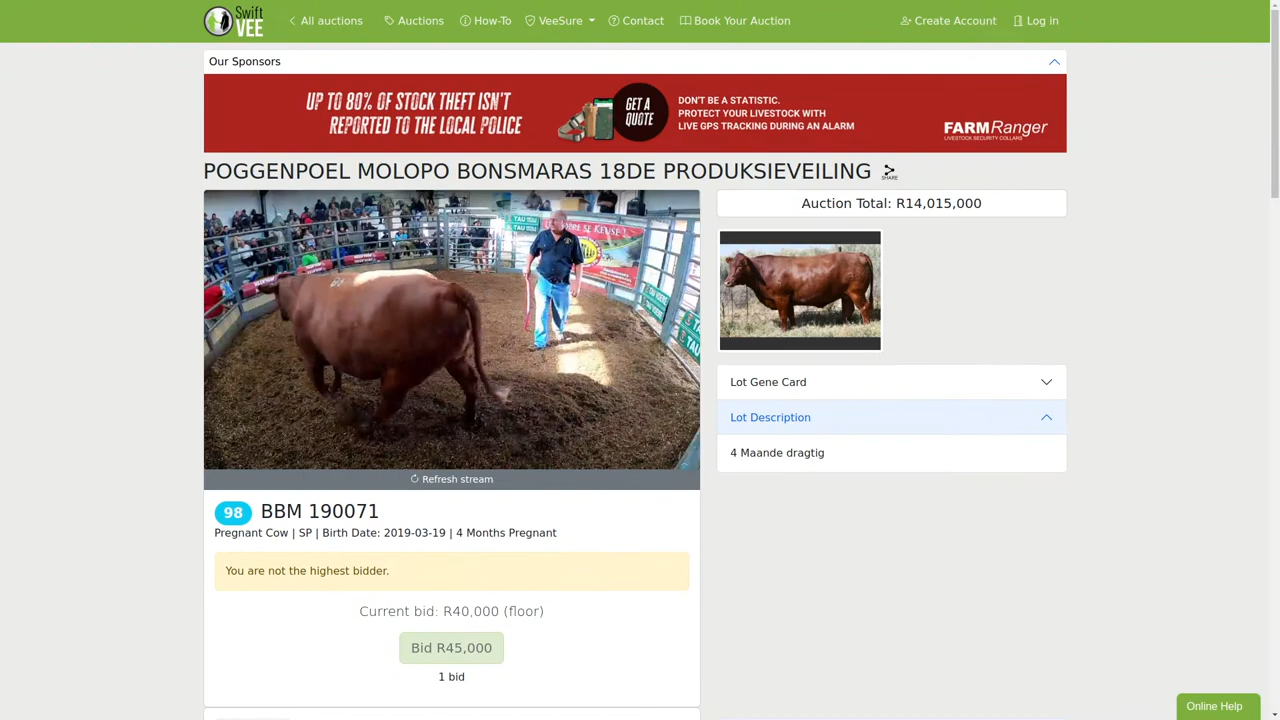 Swift
VEE
All auctions
Auctions
How-To
VeeSure
Contact
Book Your Auction
Create Account
Log in
Our Sponsors
UP TO 80% OF STOCK THEFT ISN'T
REPORTED TO THE LOCAL POLICE
GET A
QUOTE
DON'T BE A STATISTIC.
PROTECT YOUR LIVESTOCK WITH
LIVE GPS TRACKING DURING AN ALARM
FARMRanger
LIVESTOCK SECURITY COLLARS
POGGENPOEL MOLOPO BONSMARAS 18DE PRODUKSIEVEILING
SHARE
Auction Total: R14,015,000
TAU
Refresh stream
Lot Gene Card
Lot Description
4 Maande dragtig
98 BBM 190071
Pregnant Cow | SP | Birth Date: 2019-03-19 | 4 Months Pregnant
You are not the highest bidder.
Current bid: R40,000 (floor)
Bid R45,000
1 bid
Online Help